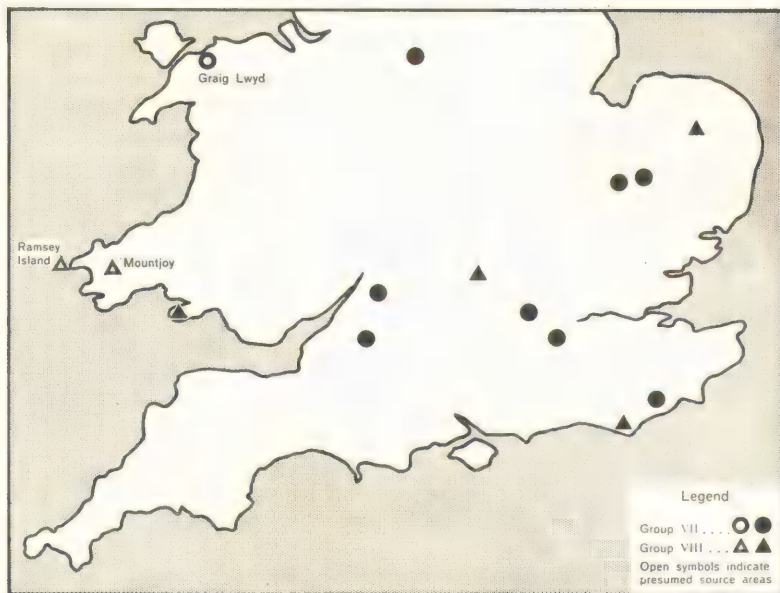 Graig Lwyd
Ramsey
Island
Mountjoy
Legend
Group VII ....
Group VIII ...
Open symbols indicate
presumed source areas